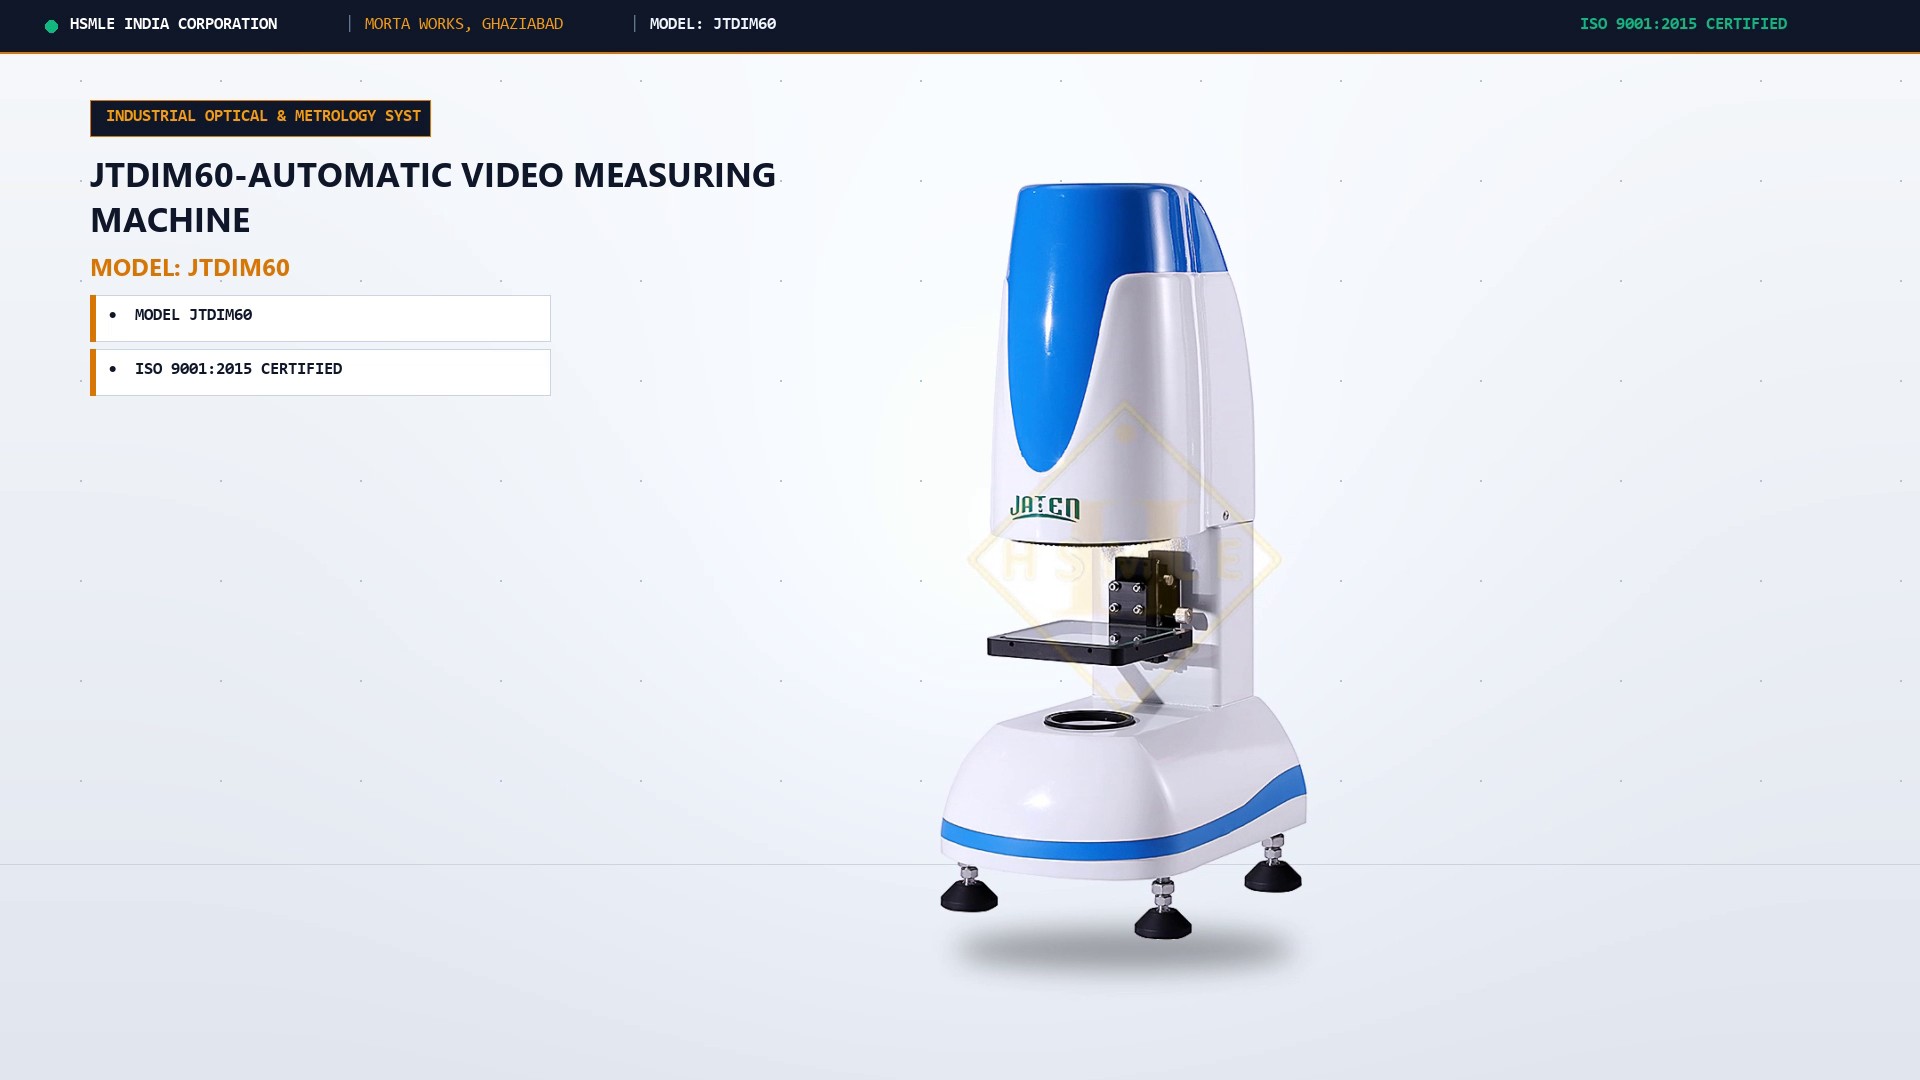 HSMLE INDIA CORPORATION
MORTA WORKS, GHAZIABAD
MODEL: JTDIM60
ISO 9001:2015 CERTIFIED
INDUSTRIAL OPTICAL & METROLOGY SYST
JTDIM60-AUTOMATIC VIDEO MEASURING
MACHINE
MODEL: JTDIM60
• MODEL JTDIM60
• ISO 9001:2015 CERTIFIED
JATEN
HSMLE